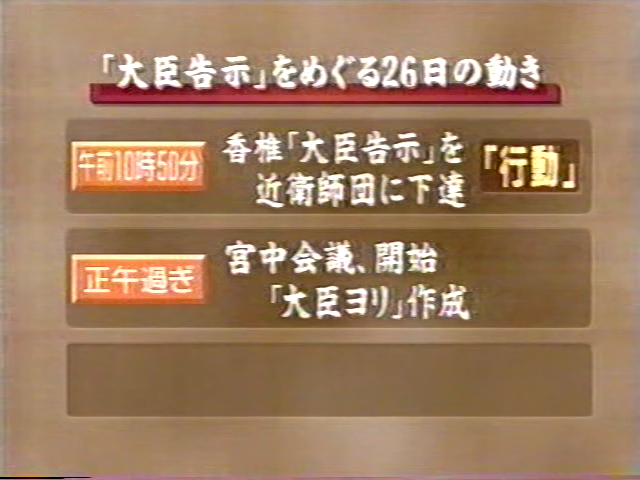 「大臣告示」をめぐる26日の動き
午前10時50分
香椎「大臣告示」を
近衛師団に下達
「行動」
正午過ぎ
宮中会議、開始
「大臣ヨリ」作成